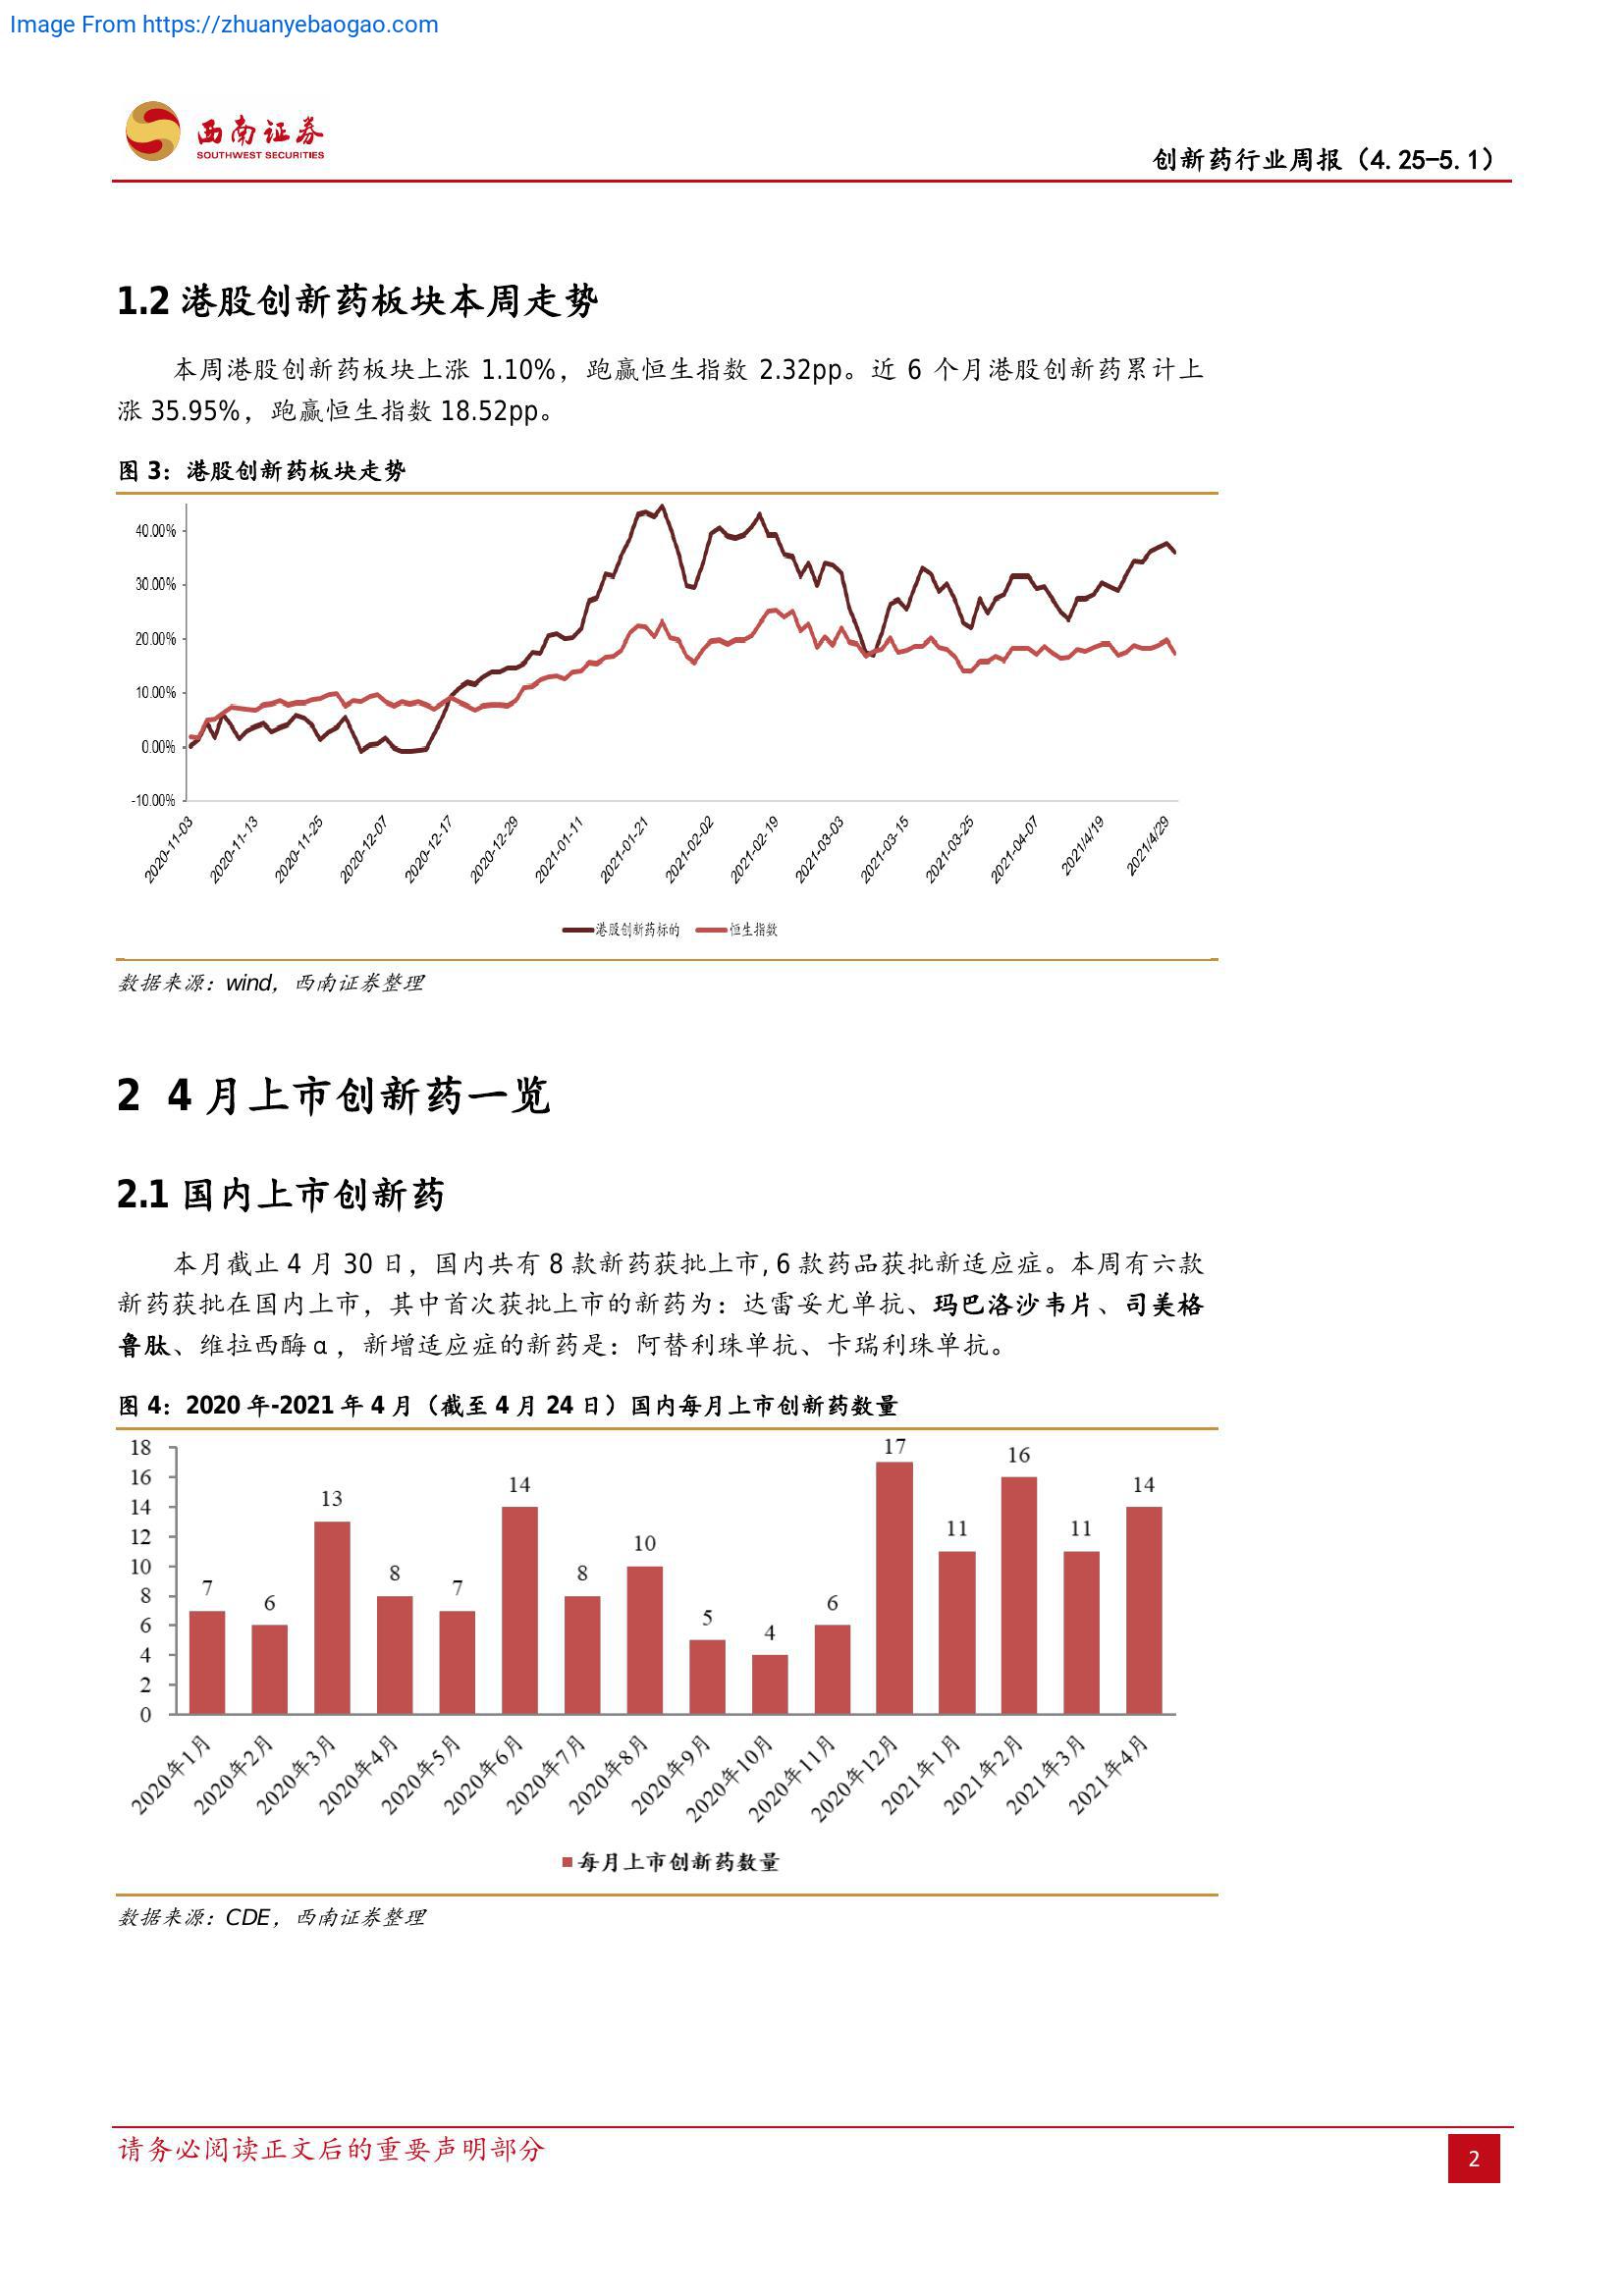 Image From https://zhuanyebaogao.com
西南证券
SOUTHWEST SECURITIES
创新药行业周报（4.25-5.1）
1.2 港股创新药板块本周走势
本周港股创新药板块上涨 1.10%，跑赢恒生指数 2.32pp。近 6 个月港股创新药累计上
涨 35.95%，跑赢恒生指数 18.52pp。
图 3：港股创新药板块走势
40.00%
30.00%
20.00%
10.00%
0.00%
-10.00%
2020-11-03 2020-11-13 2020-11-25 2020-12-07 2020-12-17 2020-12-29 2021-01-11 2021-01-21 2021-02-02 2021-02-19 2021-03-03 2021-03-15 2021-03-25 2021-04-07 2021/4/19 2021/4/29
港股创新药标的 恒生指数
数据来源：wind，西南证券整理
2 4 月上市创新药一览
2.1 国内上市创新药
本月截止 4 月 30 日，国内共有 8 款新药获批上市,6 款药品获批新适应症。本周有六款
新药获批在国内上市，其中首次获批上市的新药为：达雷妥尤单抗、玛巴洛沙韦片、司美格
鲁肽、维拉西酶α，新增适应症的新药是：阿替利珠单抗、卡瑞利珠单抗。
图 4：2020 年-2021 年 4 月（截至 4 月 24 日）国内每月上市创新药数量
18
16
14
12
10
8
6
4
2
0
7 6 13 8 7 14 8 10 5 4 6 17 11 16 11 14
2020年1月 2020年2月 2020年3月 2020年4月 2020年5月 2020年6月 2020年7月 2020年8月 2020年9月 2020年10月 2020年11月 2020年12月 2021年1月 2021年2月 2021年3月 2021年4月
每月上市创新药数量
数据来源：CDE，西南证券整理
请务必阅读正文后的重要声明部分
2